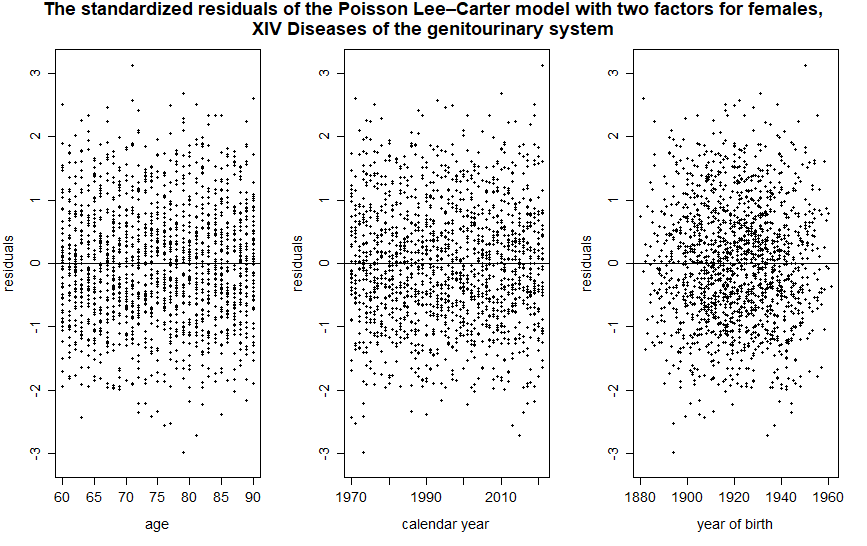 The standardized residuals of the Poisson Lee–Carter model with two factors for females,
XIV Diseases of the genitourinary system
residuals
3
2
1
0
-1
-2
-3
60 65 70 75 80 85 90
age
residuals
3
2
1
0
-1
-2
-3
1970 1990 2010
calendar year
residuals
3
2
1
0
-1
-2
-3
1880 1900 1920 1940 1960
year of birth